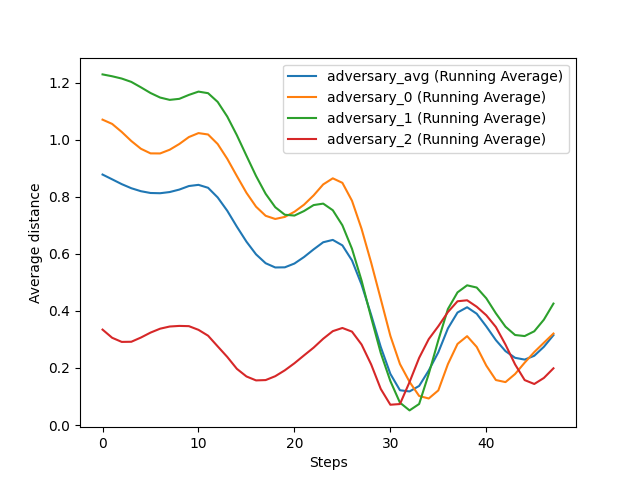 adversary_avg (Running Average)
adversary_0 (Running Average)
adversary_1 (Running Average)
adversary_2 (Running Average)
Average distance
1.2
1.0
0.8
0.6
0.4
0.2
0.0
0 10 20 30 40
Steps